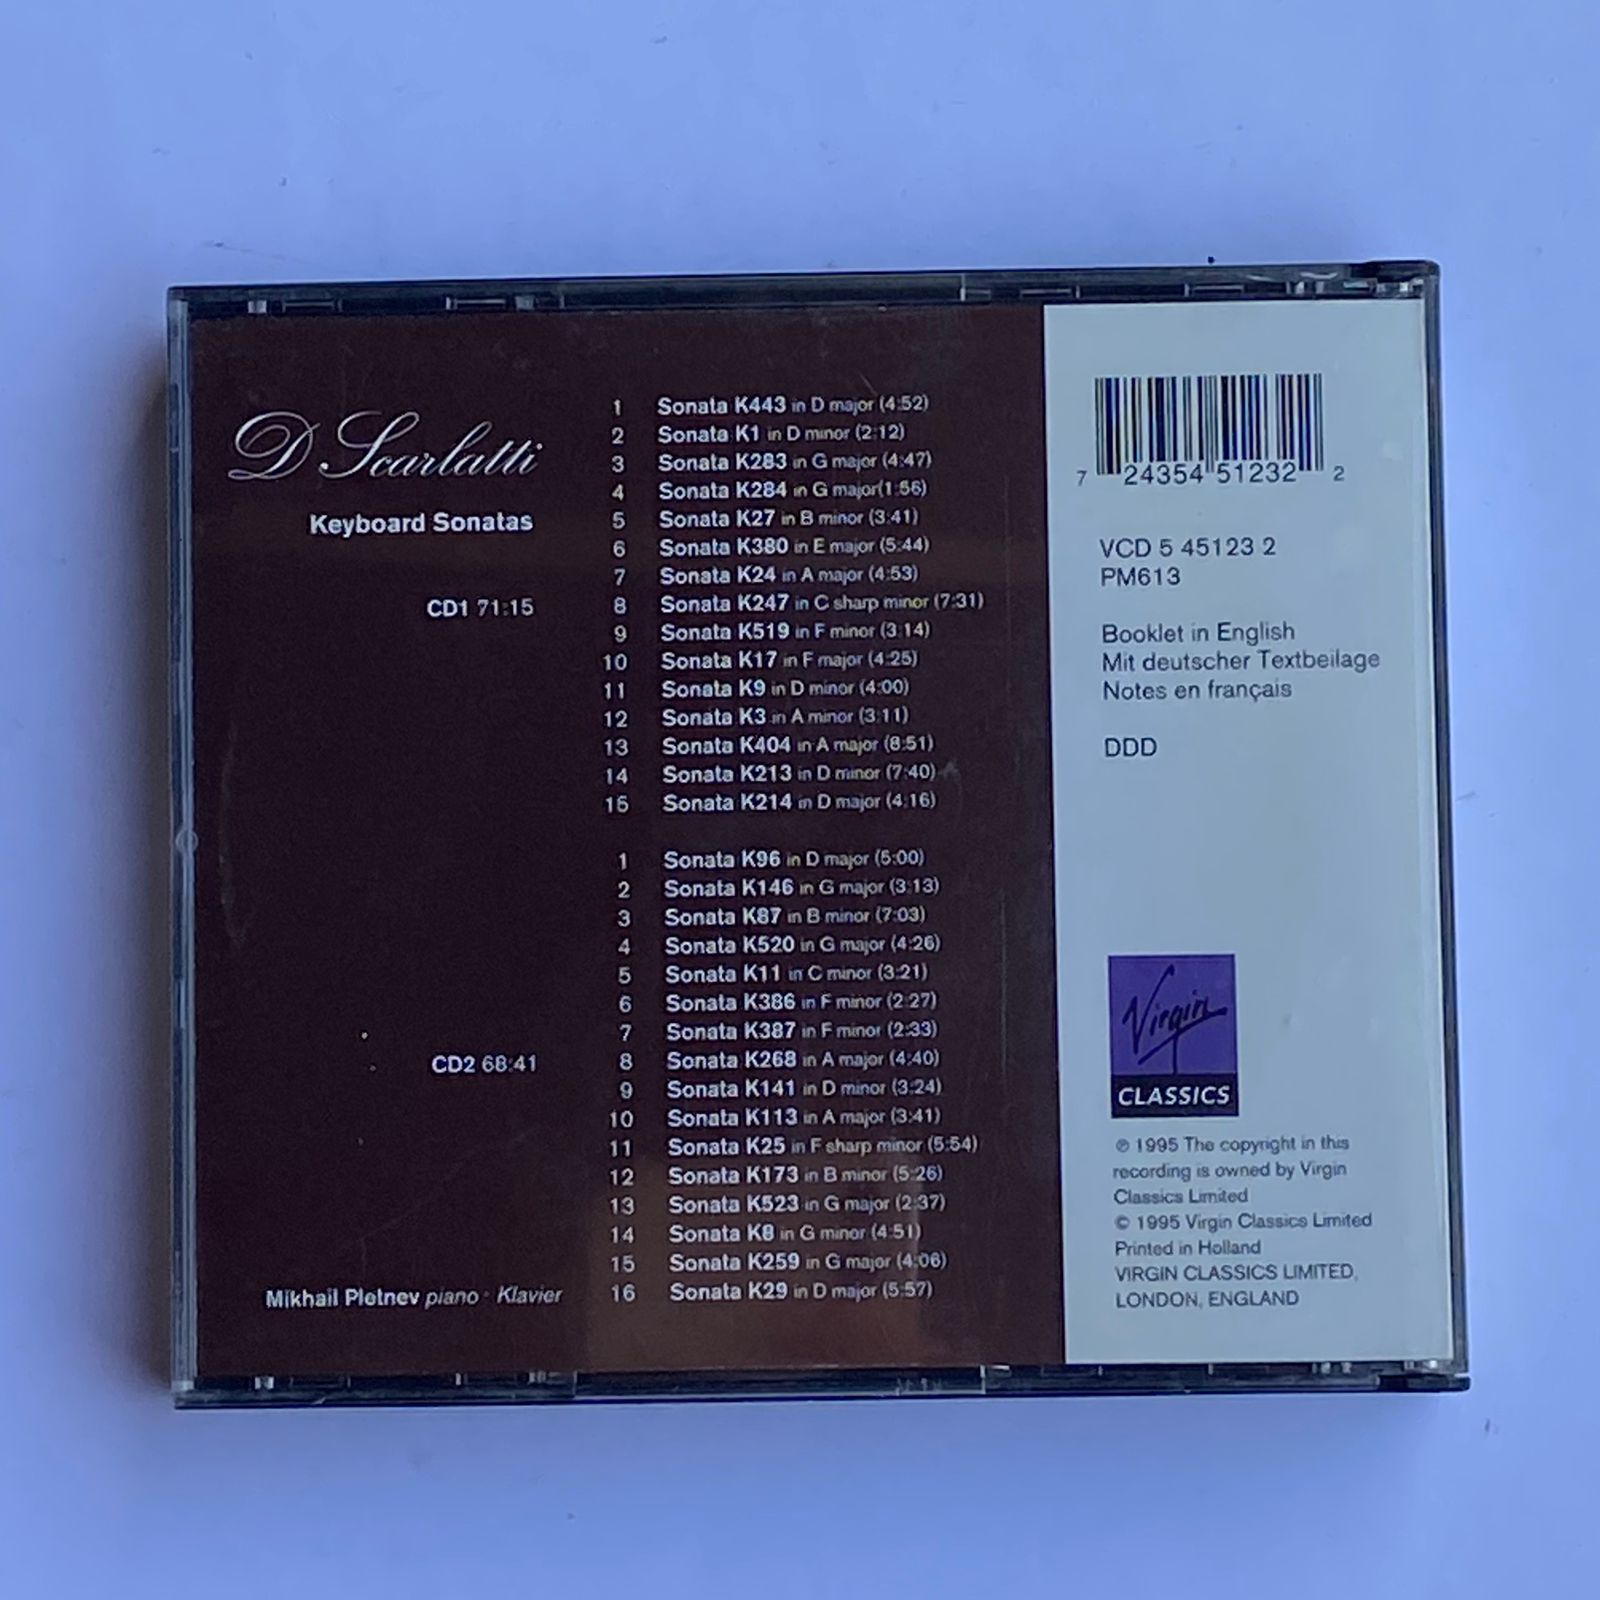 D Scarlatti
Keyboard Sonatas
CD1 71:15
1 Sonata K443 in D major (4:52)
2 Sonata K1 in D minor (2:12)
3 Sonata K283 in G major (4:47)
4 Sonata K284 in G major(1:56)
5 Sonata K27 in B minor (3:41)
6 Sonata K380 in E major (5:44)
7 Sonata K24 in A major (4:53)
8 Sonata K247 in C sharp minor (7:31)
9 Sonata K519 in F minor (3:14)
10 Sonata K17 in F major (4:25)
11 Sonata K9 in D minor (4:00)
12 Sonata K3 in A minor (3:11)
13 Sonata K404 in A major (8:51)
14 Sonata K213 in D minor (7:40)
15 Sonata K214 in D major (4:16)
CD2 68:41
1 Sonata K96 in D major (5:00)
2 Sonata K146 in G major (3:13)
3 Sonata K87 in B minor (7:03)
4 Sonata K520 in G major (4:26)
5 Sonata K11 in C minor (3:21)
6 Sonata K386 in F minor (2:27)
7 Sonata K387 in F minor (2:33)
8 Sonata K268 in A major (4:40)
9 Sonata K141 in D minor (3:24)
10 Sonata K113 in A major (3:41)
11 Sonata K25 in F sharp minor (5:54)
12 Sonata K173 in B minor (5:26)
13 Sonata K523 in G major (2:37)
14 Sonata K8 in G minor (4:51)
15 Sonata K259 in G major (4:06)
16 Sonata K29 in D major (5:57)
Mikhail Pletnev piano · Klavier
7 24354 51232 2
VCD 5 45123 2
PM613
Booklet in English
Mit deutscher Textbeilage
Notes en français
DDD
Virgin
CLASSICS
℗ 1995 The copyright in this
recording is owned by Virgin
Classics Limited
© 1995 Virgin Classics Limited
Printed in Holland
VIRGIN CLASSICS LIMITED,
LONDON, ENGLAND